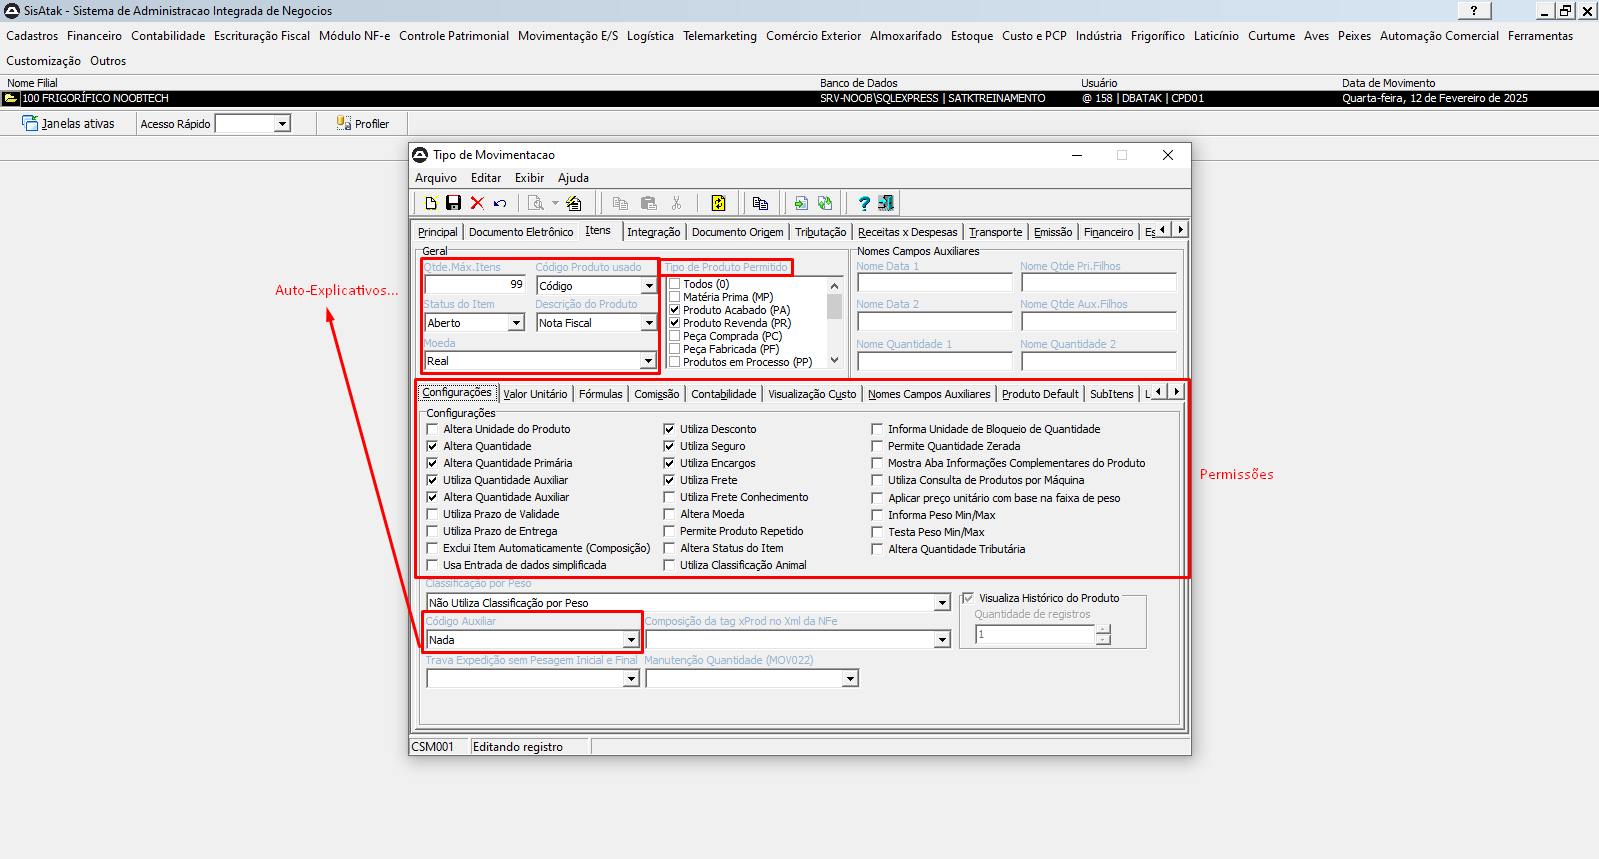 SisAtak - Sistema de Administracao Integrada de Negocios
?
Cadastros Financeiro Contabilidade Escrituração Fiscal Módulo NF-e Controle Patrimonial Movimentação E/S Logística Telemarketing Comércio Exterior Almoxarifado Estoque Custo e PCP Indústria Frigorífico Laticínio Curtume Aves Peixes Automação Comercial Ferramentas
Customização Outros
Nome Filial Banco de Dados Usuário Data de Movimento
100 FRIGORÍFICO NOOBTECH SRV-NOOB\SQLEXPRESS | SATKTREINAMENTO @ 158 | DBATAK | CPD01 Quarta-feira, 12 de Fevereiro de 2025
Janelas ativas Acesso Rápido Profiler
Tipo de Movimentacao
Arquivo Editar Exibir Ajuda
Principal Documento Eletrônico Itens Integração Documento Origem Tributação Receitas x Despesas Transporte Emissão Financeiro Es
Geral Nomes Campos Auxiliares
Qtde.Máx.Itens Código Produto usado Tipo de Produto Permitido Nome Data 1 Nome Qtde Pri.Filhos
99 Código Todos (0)
Matéria Prima (MP)
Status do Item Descrição do Produto Produto Acabado (PA) Nome Data 2 Nome Qtde Aux.Filhos
Aberto Nota Fiscal Produto Revenda (PR)
Peça Comprada (PC)
Moeda Peça Fabricada (PF) Nome Quantidade 1 Nome Quantidade 2
Real Produtos em Processo (PP)
Auto-Explicativos...
Configurações Valor Unitário Fórmulas Comissão Contabilidade Visualização Custo Nomes Campos Auxiliares Produto Default SubItens L
Configurações
Altera Unidade do Produto Utiliza Desconto Informa Unidade de Bloqueio de Quantidade
Altera Quantidade Utiliza Seguro Permite Quantidade Zerada
Altera Quantidade Primária Utiliza Encargos Mostra Aba Informações Complementares do Produto
Utiliza Quantidade Auxiliar Utiliza Frete Utiliza Consulta de Produtos por Máquina
Altera Quantidade Auxiliar Utiliza Frete Conhecimento Aplicar preço unitário com base na faixa de peso
Utiliza Prazo de Validade Altera Moeda Informa Peso Min/Max
Utiliza Prazo de Entrega Permite Produto Repetido Testa Peso Min/Max
Exclui Item Automaticamente (Composição) Altera Status do Item Altera Quantidade Tributária
Usa Entrada de dados simplificada Utiliza Classificação Animal
Permissões
Classificação por Peso
Não Utiliza Classificação por Peso Visualiza Histórico do Produto
Código Auxiliar Composição da tag xProd no Xml da NFe Quantidade de registros
Nada 1
Trava Expedição sem Pesagem Inicial e Final Manutenção Quantidade (MOV022)
CSM001 Editando registro